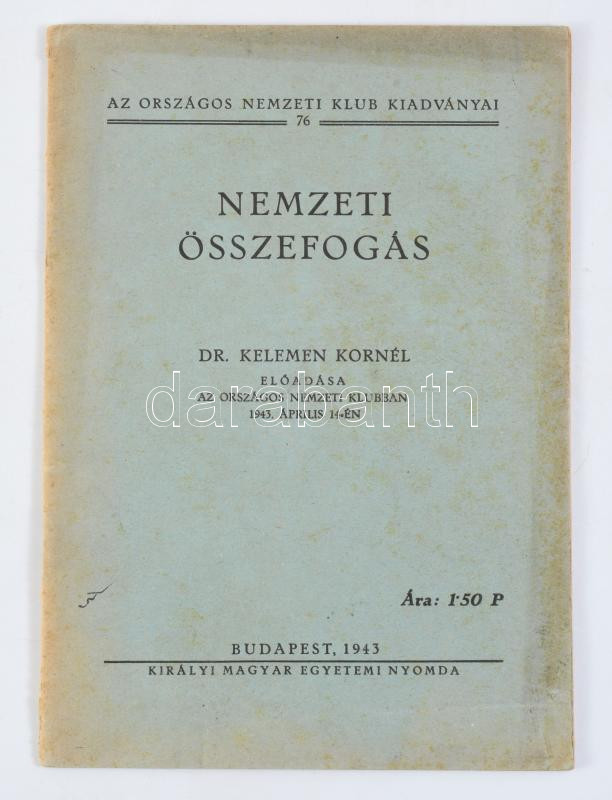 AZ ORSZÁGOS NEMZETI KLUB KIADVÁNYAI
76
NEMZETI
ÖSSZEFOGÁS
DR. KELEMEN KORNÉL
ELŐADÁSA
AZ ORSZÁGOS NEMZETI KLUBBAN
1943. ÁPRILIS 14-ÉN
darabanth
Ára: 1·50 P
BUDAPEST, 1943
KIRÁLYI MAGYAR EGYETEMI NYOMDA